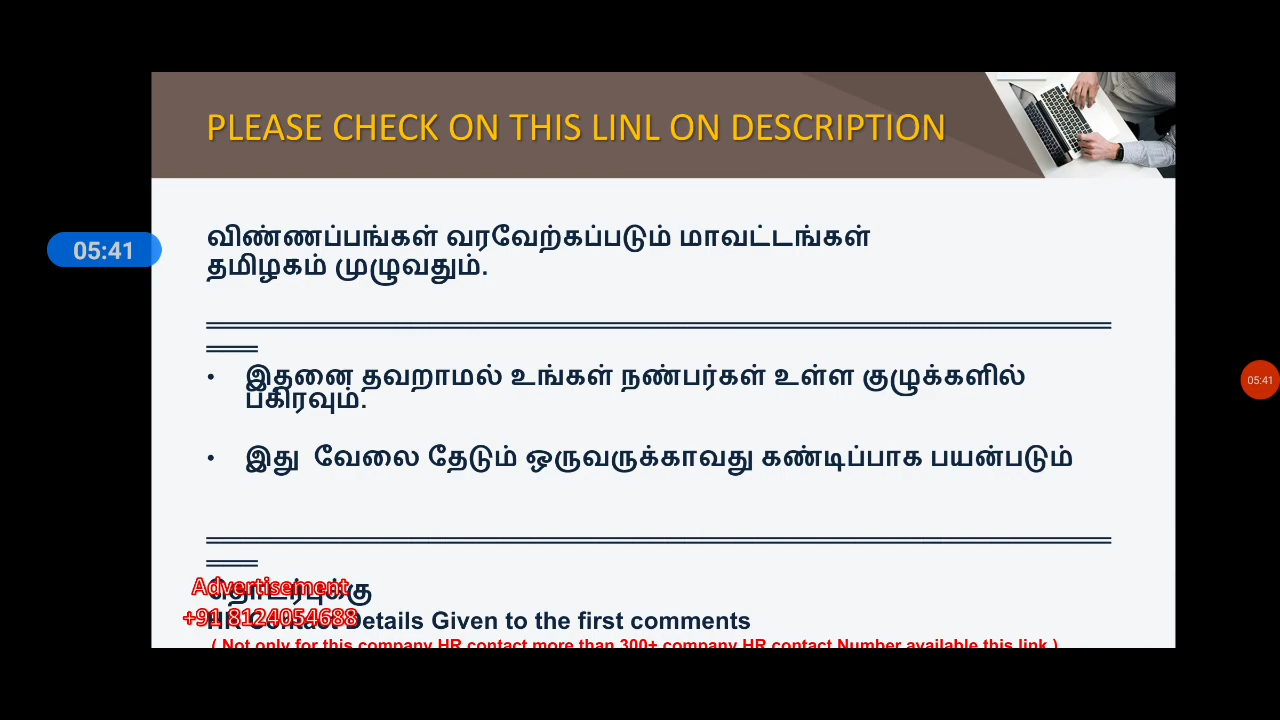 PLEASE CHECK ON THIS LINL ON DESCRIPTION
விண்ணப்பங்கள் வரவேற்கப்படும் மாவட்டங்கள்
தமிழகம் முழுவதும்.
05:41
• இதனை தவறாமல் உங்கள் நண்பர்கள் உள்ள குழுக்களில்
பகிரவும்.
05:41
• இது வேலை தேடும் ஒருவருக்காவது கண்டிப்பாக பயன்படும்
Advertisement
தொடர்புக்கு
+91 8124054688
HR Contact Details Given to the first comments
( Not only for this company HR contact more than 300+ company HR contact Number available this link )